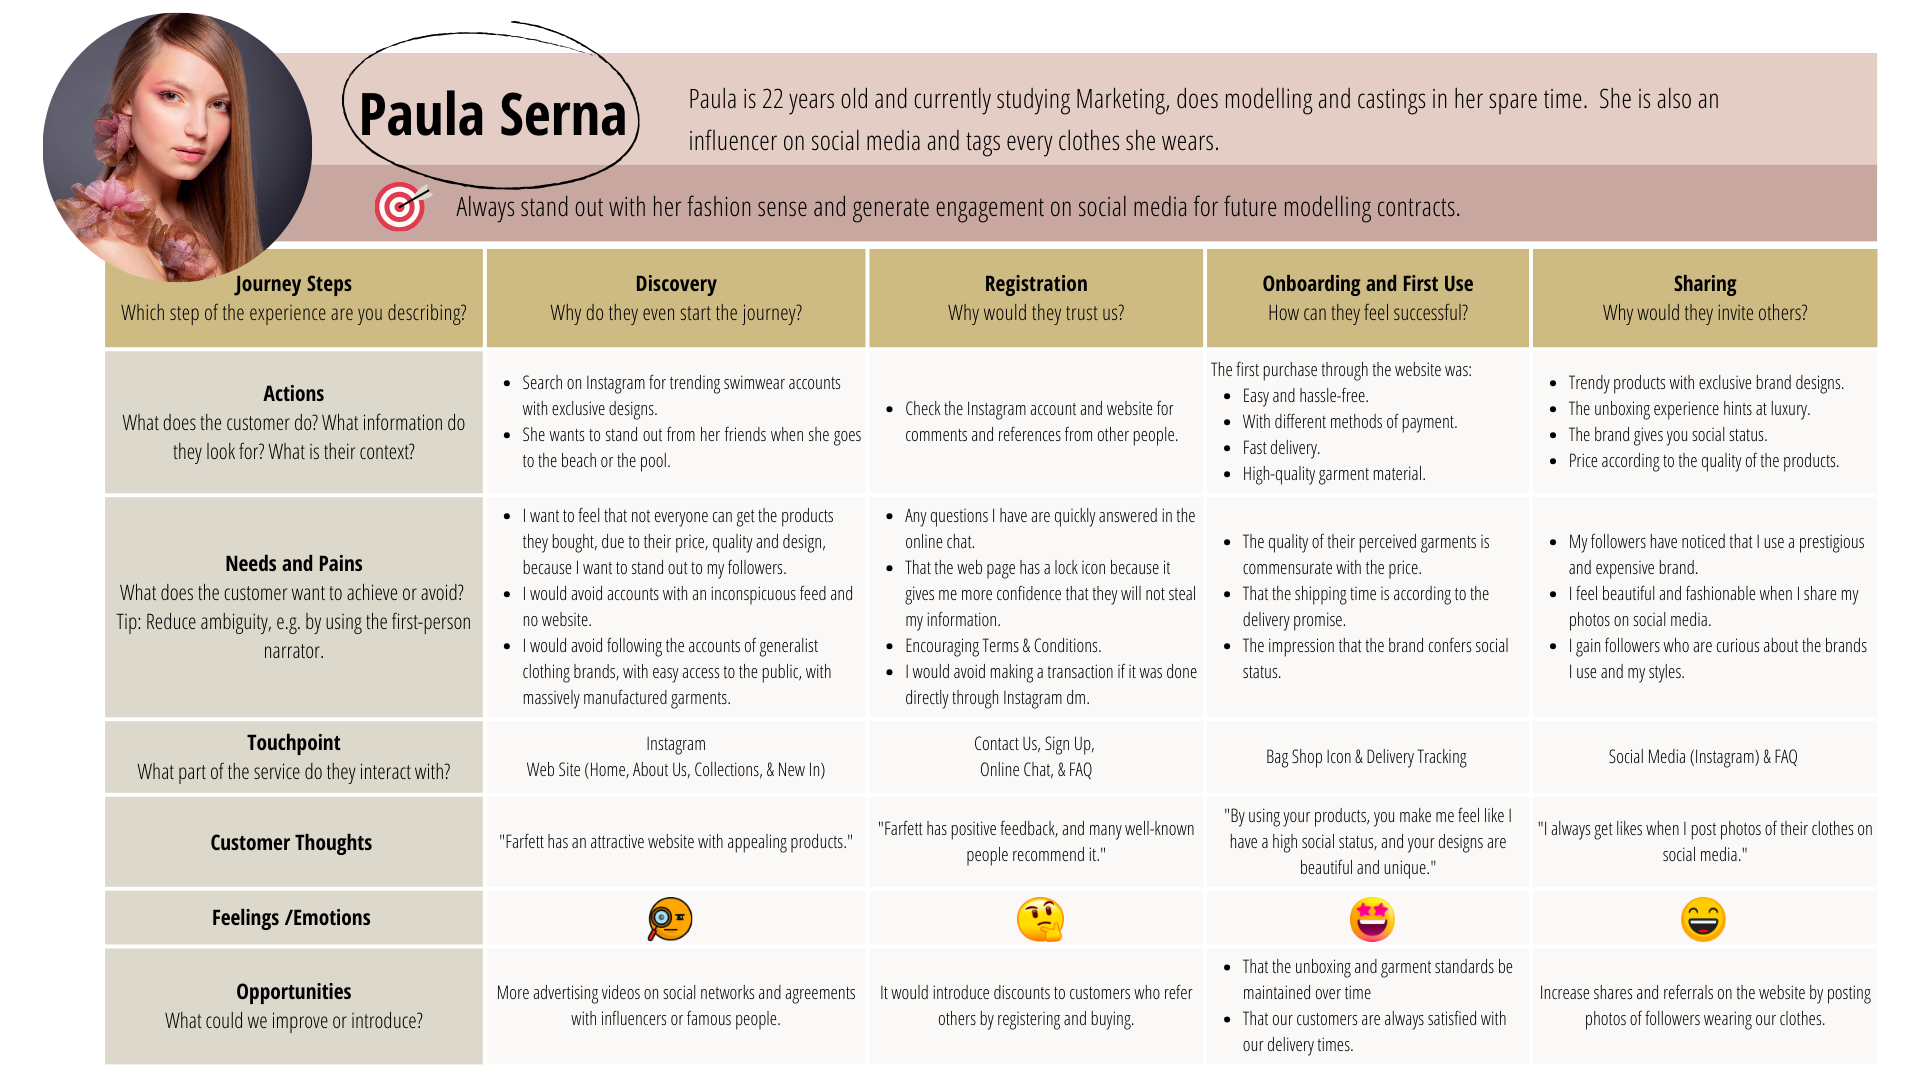 Paula Serna
Paula is 22 years old and currently studying Marketing, does modelling and castings in her spare time.  She is also an
influencer on social media and tags every clothes she wears.
Always stand out with her fashion sense and generate engagement on social media for future modelling contracts.
Journey Steps
Which step of the experience are you describing?
Discovery
Why do they even start the journey?
Registration
Why would they trust us?
Onboarding and First Use
How can they feel successful?
Sharing
Why would they invite others?
Actions
What does the customer do? What information do
they look for? What is their context?
• Search on Instagram for trending swimwear accounts
with exclusive designs.
• She wants to stand out from her friends when she goes
to the beach or the pool.
• Check the Instagram account and website for
comments and references from other people.
The first purchase through the website was:
• Easy and hassle-free.
• With different methods of payment.
• Fast delivery.
• High-quality garment material.
• Trendy products with exclusive brand designs.
• The unboxing experience hints at luxury.
• The brand gives you social status.
• Price according to the quality of the products.
Needs and Pains
What does the customer want to achieve or avoid?
Tip: Reduce ambiguity, e.g. by using the first-person
narrator.
• I want to feel that not everyone can get the products
they bought, due to their price, quality and design,
because I want to stand out to my followers.
• I would avoid accounts with an inconspicuous feed and
no website.
• I would avoid following the accounts of generalist
clothing brands, with easy access to the public, with
massively manufactured garments.
• Any questions I have are quickly answered in the
online chat.
• That the web page has a lock icon because it
gives me more confidence that they will not steal
my information.
• Encouraging Terms & Conditions.
• I would avoid making a transaction if it was done
directly through Instagram dm.
• The quality of their perceived garments is
commensurate with the price.
• That the shipping time is according to the
delivery promise.
• The impression that the brand confers social
status.
• My followers have noticed that I use a prestigious
and expensive brand.
• I feel beautiful and fashionable when I share my
photos on social media.
• I gain followers who are curious about the brands
I use and my styles.
Touchpoint
What part of the service do they interact with?
Instagram
Web Site (Home, About Us, Collections, & New In)
Contact Us, Sign Up,
Online Chat, & FAQ
Bag Shop Icon & Delivery Tracking
Social Media (Instagram) & FAQ
Customer Thoughts
"Farfett has an attractive website with appealing products."
"Farfett has positive feedback, and many well-known
people recommend it."
"By using your products, you make me feel like I
have a high social status, and your designs are
beautiful and unique."
"I always get likes when I post photos of their clothes on
social media."
Feelings /Emotions
Opportunities
What could we improve or introduce?
More advertising videos on social networks and agreements
with influencers or famous people.
It would introduce discounts to customers who refer
others by registering and buying.
• That the unboxing and garment standards be
maintained over time
• That our customers are always satisfied with
our delivery times.
Increase shares and referrals on the website by posting
photos of followers wearing our clothes.